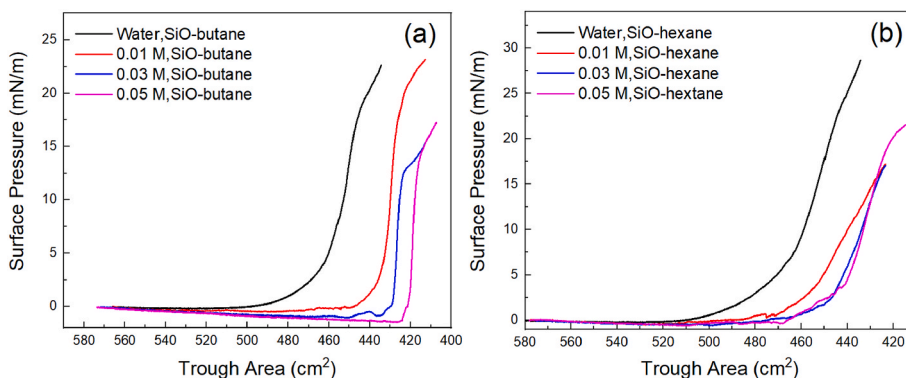 (a)
Water,SiO-butane
0.01 M,SiO-butane
0.03 M,SiO-butane
0.05 M,SiO-butane
Surface Pressure (mN/m)
25
20
15
10
5
0
580 560 540 520 500 480 460 440 420 400
Trough Area (cm²)
(b)
Water,SiO-hexane
0.01 M,SiO-hexane
0.03 M,SiO-hexane
0.05 M,SiO-hextane
Surface Pressure (mN/m)
30
25
20
15
10
5
0
580 560 540 520 500 480 460 440 420
Trough Area (cm²)